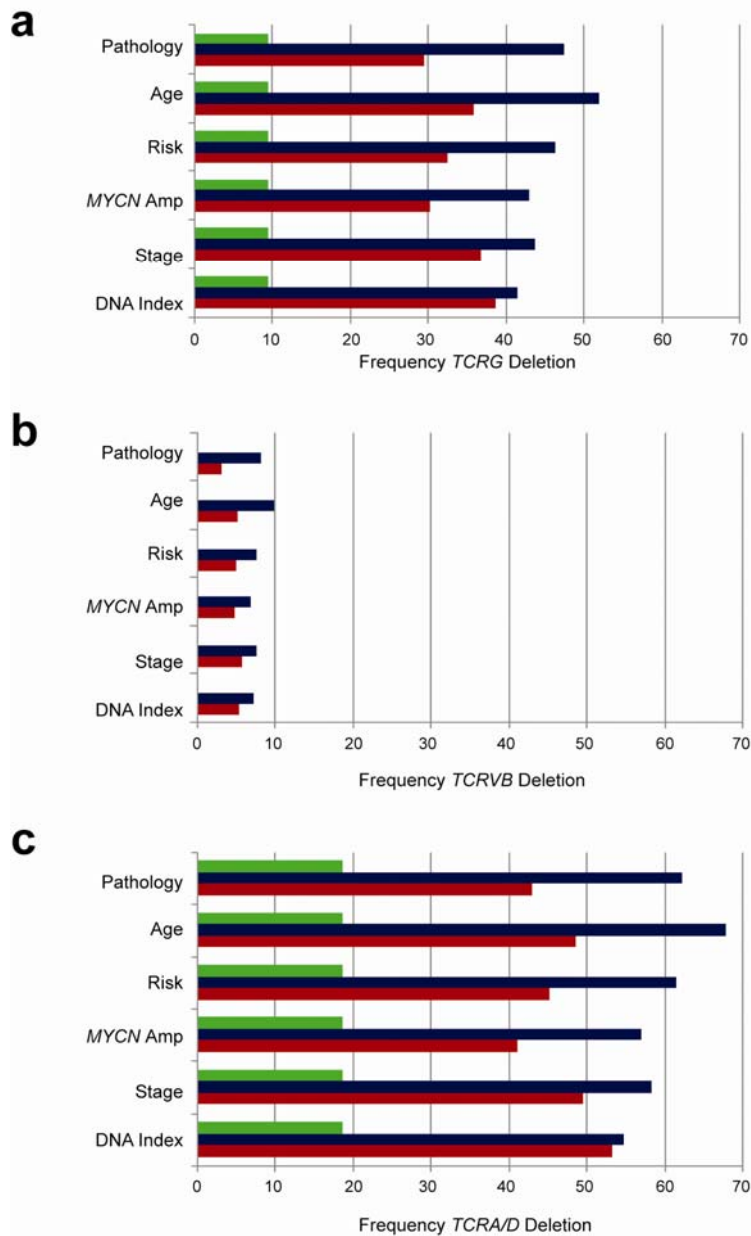 a
Pathology
Age
Risk
MYCN Amp
Stage
DNA Index
0 10 20 30 40 50 60 70
Frequency TCRG Deletion
b
Pathology
Age
Risk
MYCN Amp
Stage
DNA Index
0 10 20 30 40 50 60 70
Frequency TCRVB Deletion
c
Pathology
Age
Risk
MYCN Amp
Stage
DNA Index
0 10 20 30 40 50 60 70
Frequency TCRA/D Deletion